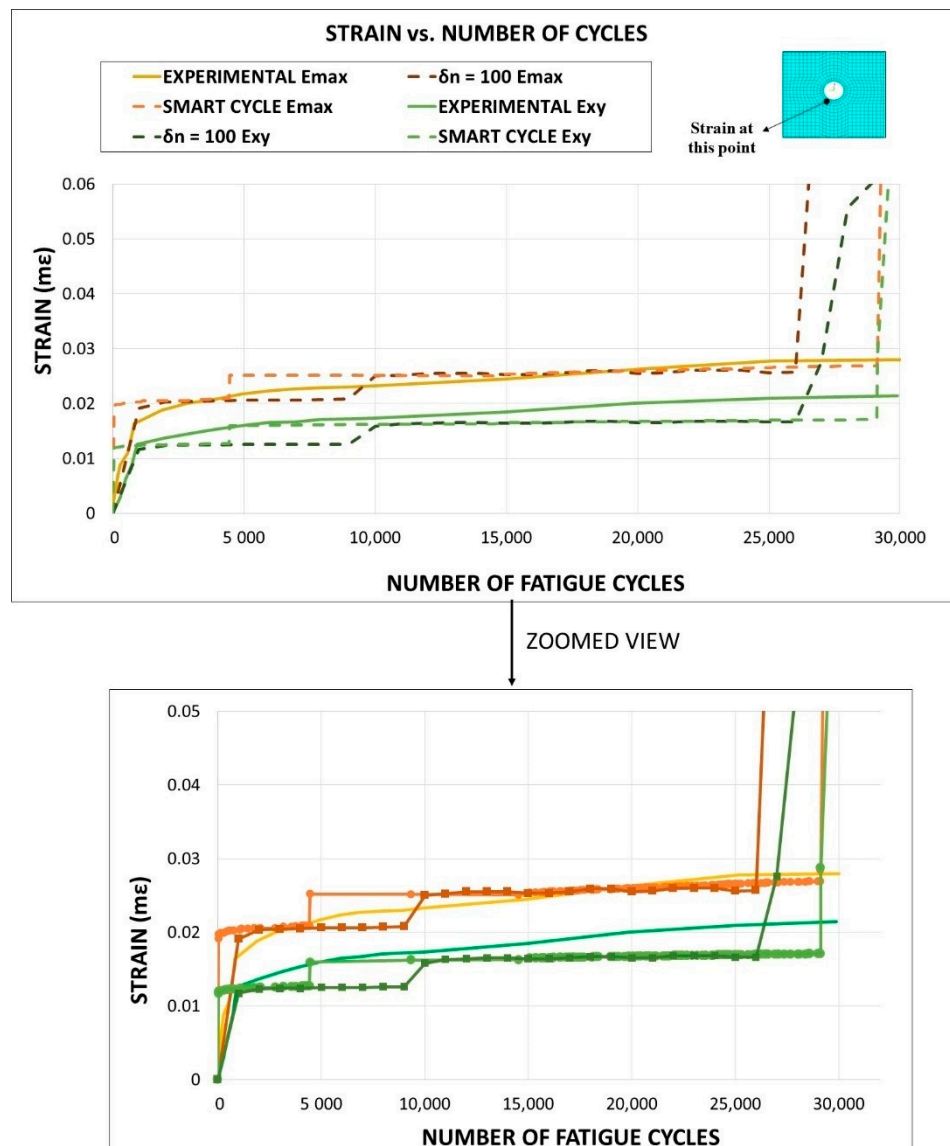 STRAIN vs. NUMBER OF CYCLES
EXPERIMENTAL Emax
δn = 100 Emax
SMART CYCLE Emax
EXPERIMENTAL Exy
δn = 100 Exy
SMART CYCLE Exy
Strain at
this point
STRAIN (mε)
0.06
0.05
0.04
0.03
0.02
0.01
0
0
5 000
10,000
15,000
20,000
25,000
30,000
NUMBER OF FATIGUE CYCLES
ZOOMED VIEW
STRAIN (mε)
0.05
0.04
0.03
0.02
0.01
0
0
5 000
10,000
15,000
20,000
25,000
30,000
NUMBER OF FATIGUE CYCLES